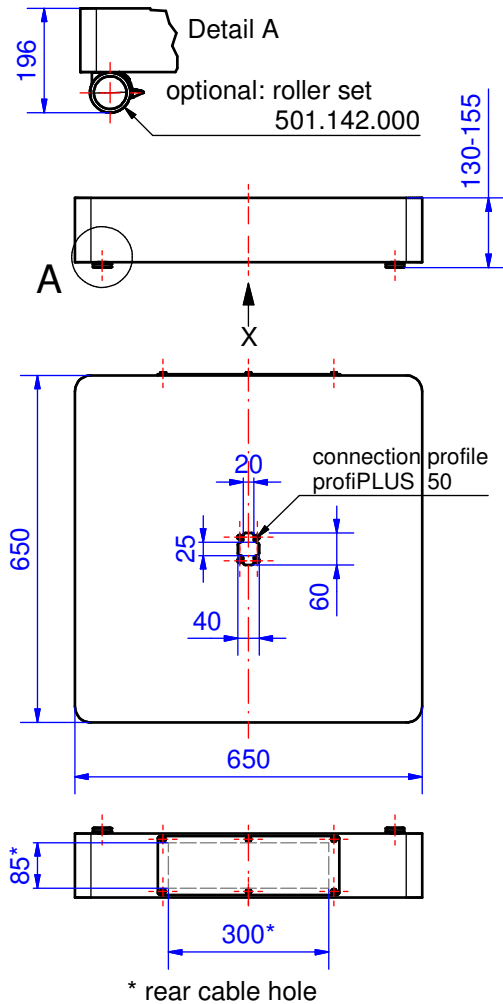 Detail A
196
optional: roller set
501.142.000
130-155
A
X
connection profile
profiPLUS 50
20
25
60
40
650
650
85*
300*
* rear cable hole